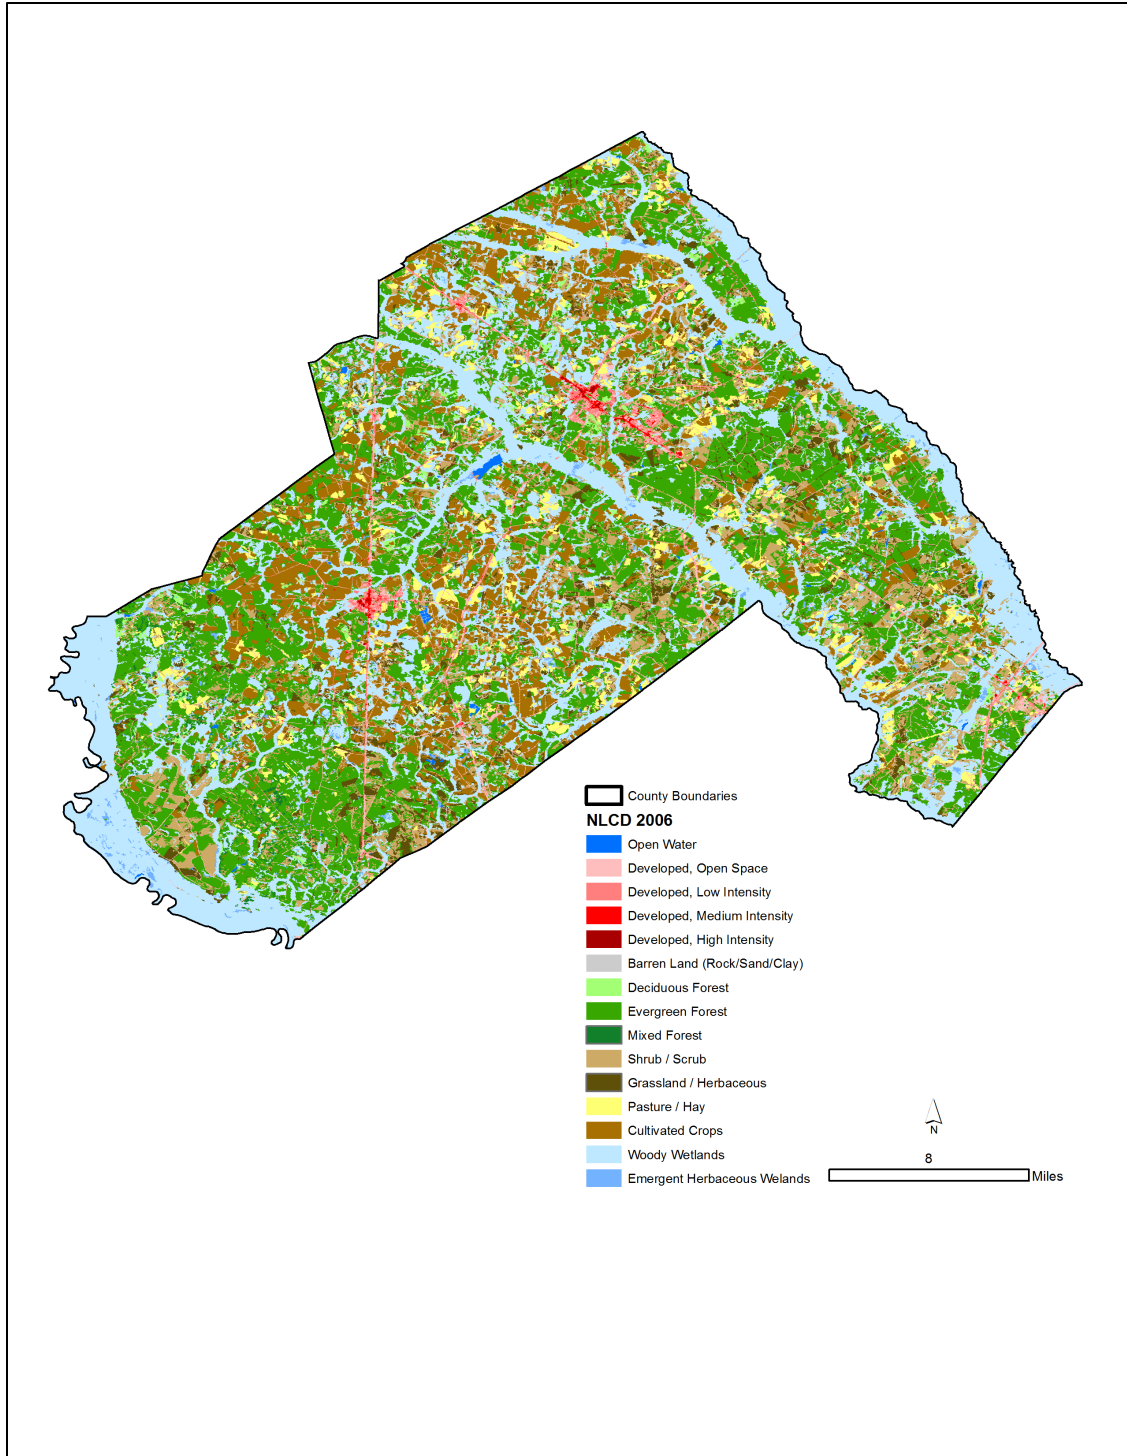 County Boundaries
NLCD 2006
Open Water
Developed, Open Space
Developed, Low Intensity
Developed, Medium Intensity
Developed, High Intensity
Barren Land (Rock/Sand/Clay)
Deciduous Forest
Evergreen Forest
Mixed Forest
Shrub / Scrub
Grassland / Herbaceous
Pasture / Hay
Cultivated Crops
Woody Wetlands
Emergent Herbaceous Welands
N
8
Miles